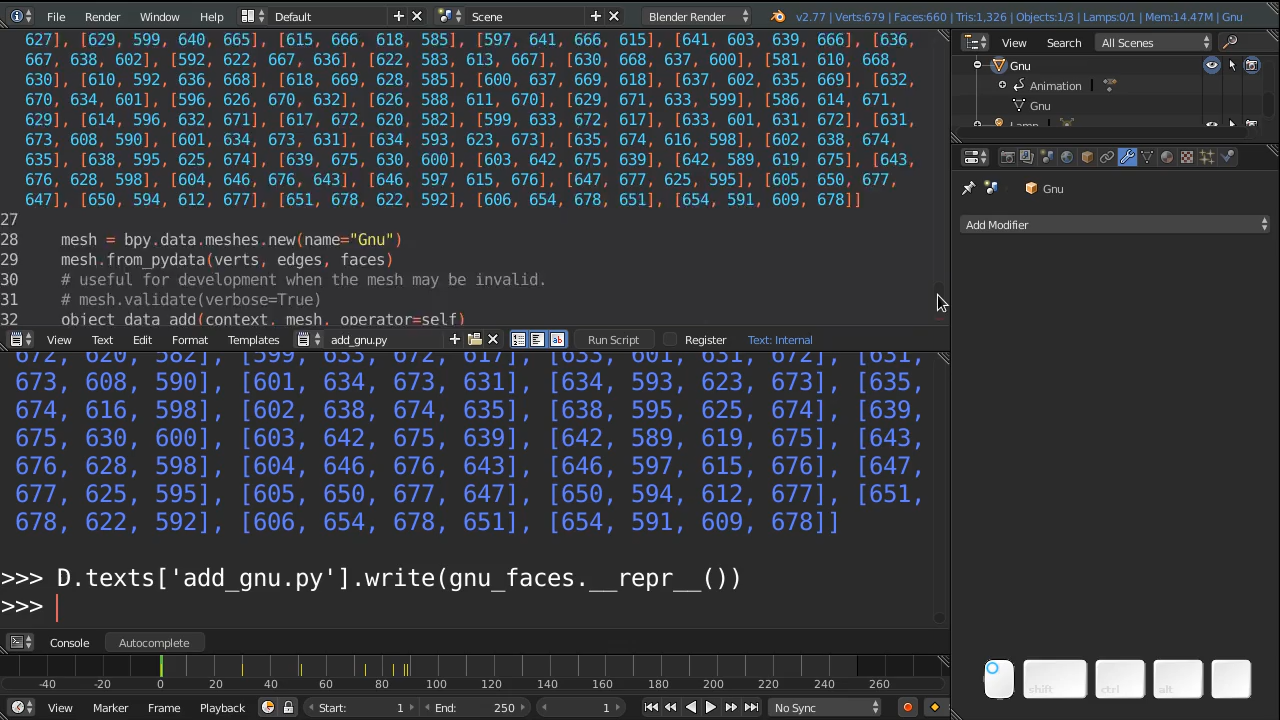 File Render Window Help Default Scene Blender Render v2.77 | Verts:679 | Faces:660 | Tris:1,326 | Objects:1/3 | Lamps:0/1 | Mem:14.47M | Gnu
627], [629, 599, 640, 665], [615, 666, 618, 585], [597, 641, 666, 615], [641, 603, 639, 666], [636,
667, 638, 602], [592, 622, 667, 636], [622, 583, 613, 667], [630, 668, 637, 600], [581, 610, 668,
630], [610, 592, 636, 668], [618, 669, 628, 585], [600, 637, 669, 618], [637, 602, 635, 669], [632,
670, 634, 601], [596, 626, 670, 632], [626, 588, 611, 670], [629, 671, 633, 599], [586, 614, 671,
629], [614, 596, 632, 671], [617, 672, 620, 582], [599, 633, 672, 617], [633, 601, 631, 672], [631,
673, 608, 590], [601, 634, 673, 631], [634, 593, 623, 673], [635, 674, 616, 598], [602, 638, 674,
635], [638, 595, 625, 674], [639, 675, 630, 600], [603, 642, 675, 639], [642, 589, 619, 675], [643,
676, 628, 598], [604, 646, 676, 643], [646, 597, 615, 676], [647, 677, 625, 595], [605, 650, 677,
647], [650, 594, 612, 677], [651, 678, 622, 592], [606, 654, 678, 651], [654, 591, 609, 678]]
27
28 mesh = bpy.data.meshes.new(name="Gnu")
29 mesh.from_pydata(verts, edges, faces)
30 # useful for development when the mesh may be invalid.
31 # mesh.validate(verbose=True)
32 object_data_add(context, mesh, operator=self)
View Text Edit Format Templates add_gnu.py Run Script Register Text: Internal
672, 620, 582], [599, 633, 672, 617], [633, 601, 631, 672], [631,
673, 608, 590], [601, 634, 673, 631], [634, 593, 623, 673], [635,
674, 616, 598], [602, 638, 674, 635], [638, 595, 625, 674], [639,
675, 630, 600], [603, 642, 675, 639], [642, 589, 619, 675], [643,
676, 628, 598], [604, 646, 676, 643], [646, 597, 615, 676], [647,
677, 625, 595], [605, 650, 677, 647], [650, 594, 612, 677], [651,
678, 622, 592], [606, 654, 678, 651], [654, 591, 609, 678]]
>>> D.texts['add_gnu.py'].write(gnu_faces.__repr__())
>>>
Console Autocomplete
-40 -20 0 20 40 60 80 100 120 140 160 180 200 220 240 260
View Marker Frame Playback Start: 1 End: 250 1 No Sync
View Search All Scenes
Gnu
Animation
Gnu
Lamp
Gnu
Add Modifier
shift ctrl alt